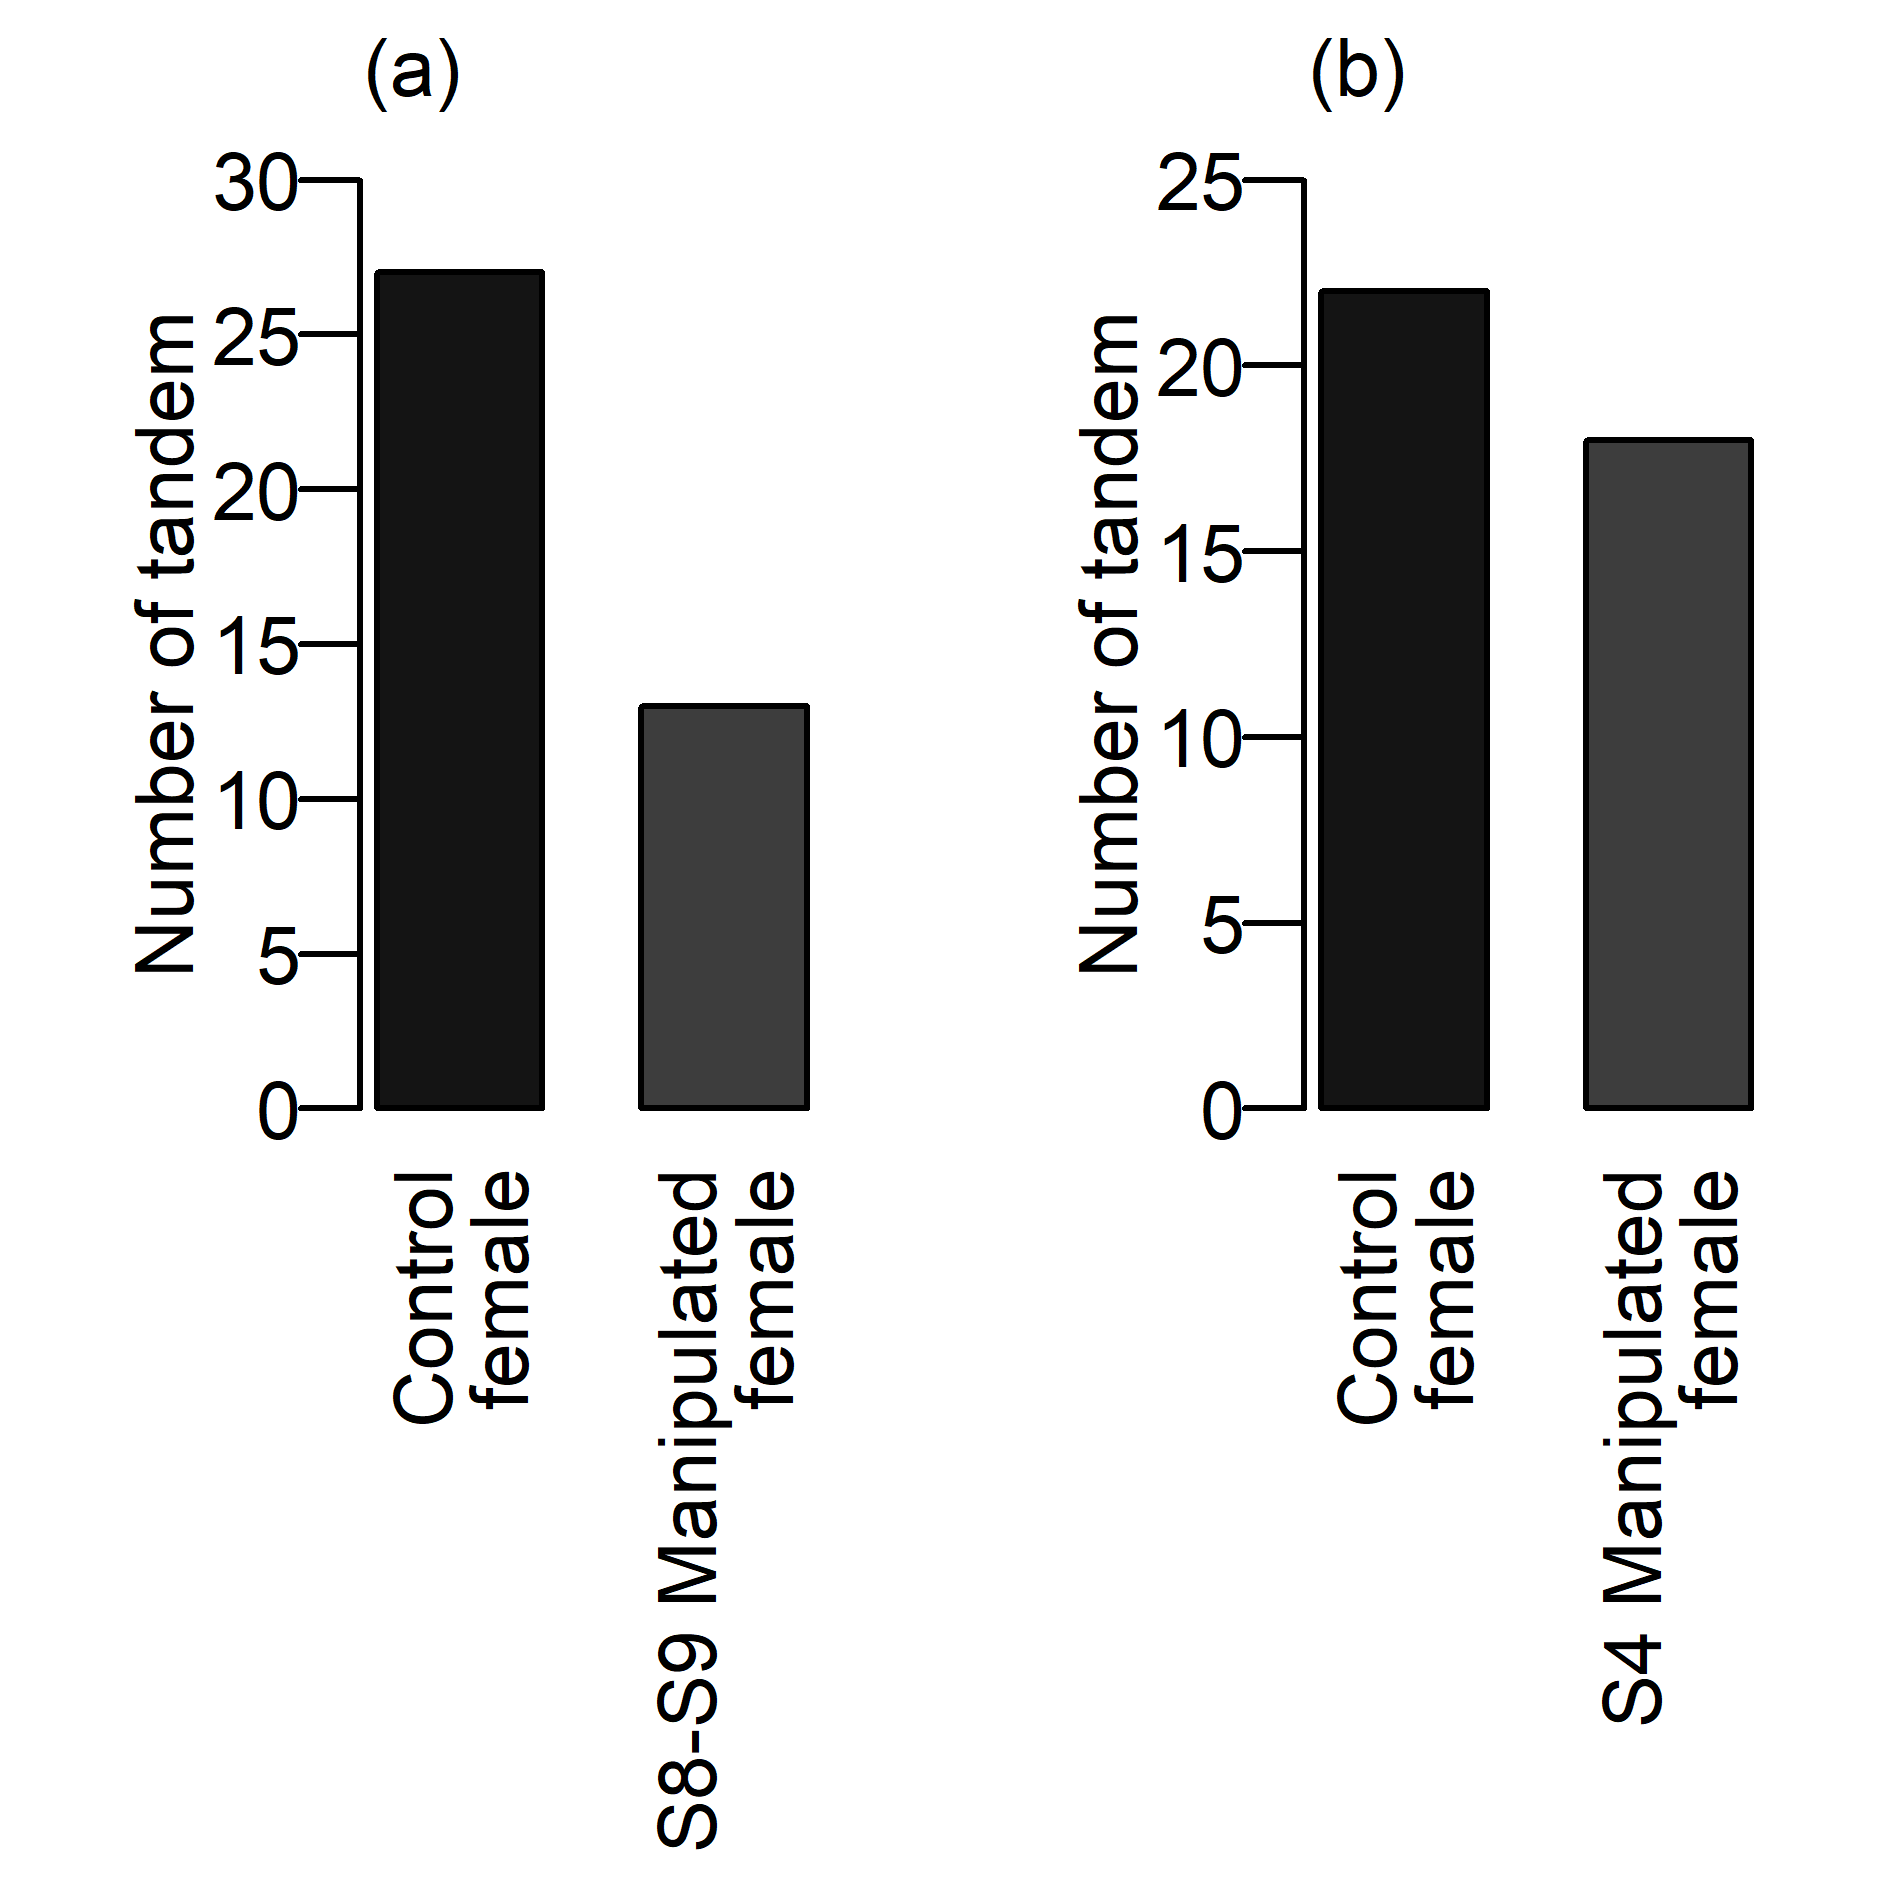 (a)
Number of tandem
30
25
20
15
10
5
0
Control
female
S8-S9 Manipulated
female
(b)
Number of tandem
25
20
15
10
5
0
Control
female
S4 Manipulated
female